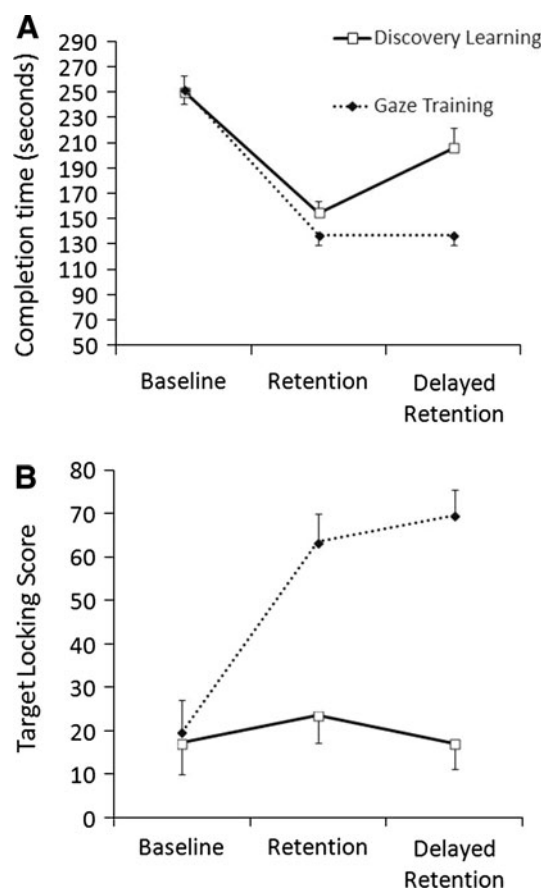 A
Completion time (seconds)
290
270
250
230
210
190
170
150
130
110
90
70
50
Discovery Learning
Gaze Training
Baseline
Retention
Delayed
Retention
B
Target Locking Score
80
70
60
50
40
30
20
10
0
Baseline
Retention
Delayed
Retention